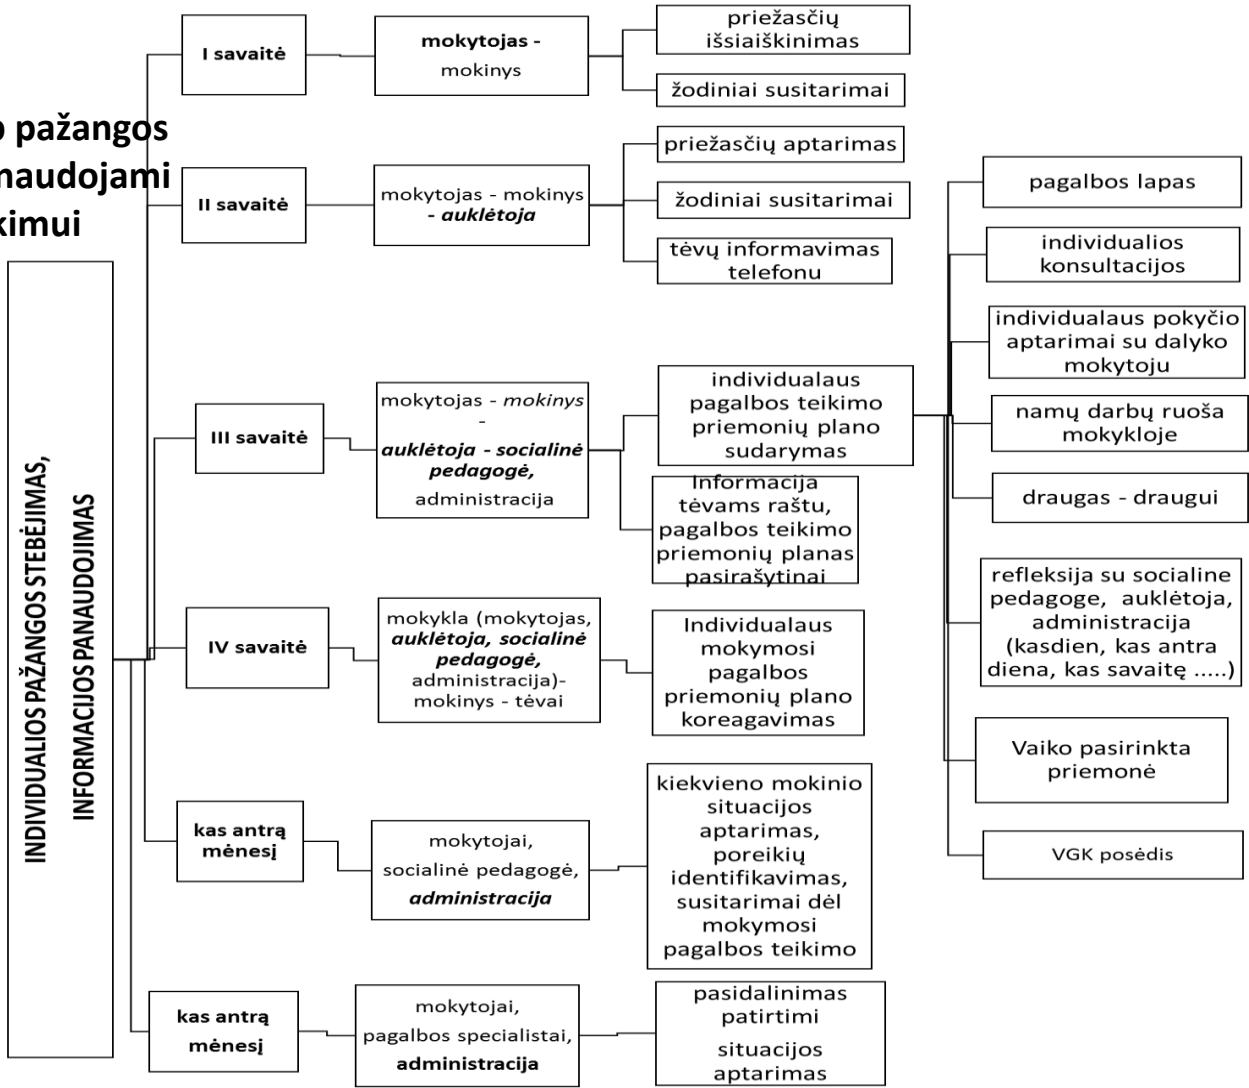 I savaitė
mokytojas -
mokinys
priežasčių
išsiaiškinimas
žodiniai susitarimai
pažangos
naudojami
kimui
II savaitė
mokytojas - mokinys
- auklėtoja
priežasčių aptarimas
žodiniai susitarimai
tėvų informavimas
telefonu
INDIVIDUALIOS PAŽANGOS STEBĖJIMAS,
INFORMACIJOS PANAUDOJIMAS
III savaitė
mokytojas - mokinys
-
auklėtoja - socialinė
pedagogė,
administracija
individualaus
pagalbos teikimo
priemonių plano
sudarymas
Informacija
tėvams raštu,
pagalbos teikimo
priemonių planas
pasirašytinai
pagalbos lapas
individualios
konsultacijos
individualaus pokyčio
aptarimai su dalyko
mokytoju
namų darbų ruoša
mokykloje
draugas - draugui
refleksija su socialine
pedagoge, auklėtoja,
administracija
(kasdien, kas antra
diena, kas savaitę .....)
Vaiko pasirinkta
priemonė
VGK posėdis
IV savaitė
mokykla (mokytojas,
auklėtoja, socialinė
pedagogė,
administracija)-
mokinys - tėvai
Individualaus
mokymosi
pagalbos
priemonių plano
koreagavimas
kas antrą
mėnesį
mokytojai,
socialinė pedagogė,
administracija
kiekvieno mokinio
situacijos
aptarimas,
poreikių
identifikavimas,
susitarimai dėl
mokymosi
pagalbos teikimo
kas antrą
mėnesį
mokytojai,
pagalbos specialistai,
administracija
pasidalinimas
patirtimi
situacijos
aptarimas